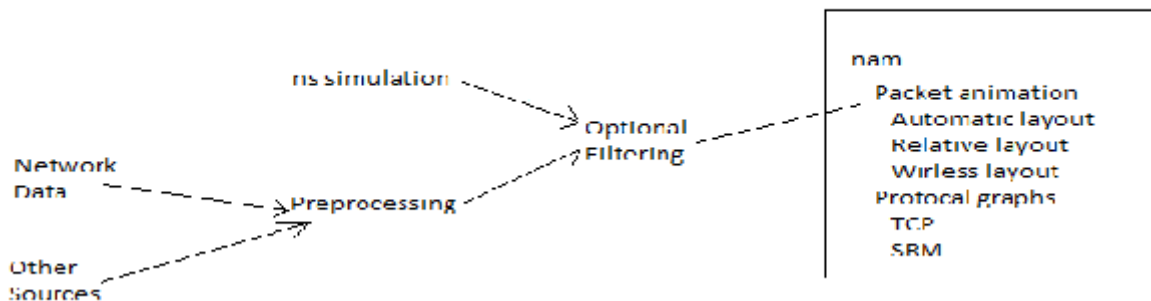 ns simulation
Optional
Filtering
Network
Data
Preprocessing
Other
Sources
nam
Packet animation
Automatic layout
Relative layout
Wirless layout
Protocal graphs
TCP
SRM